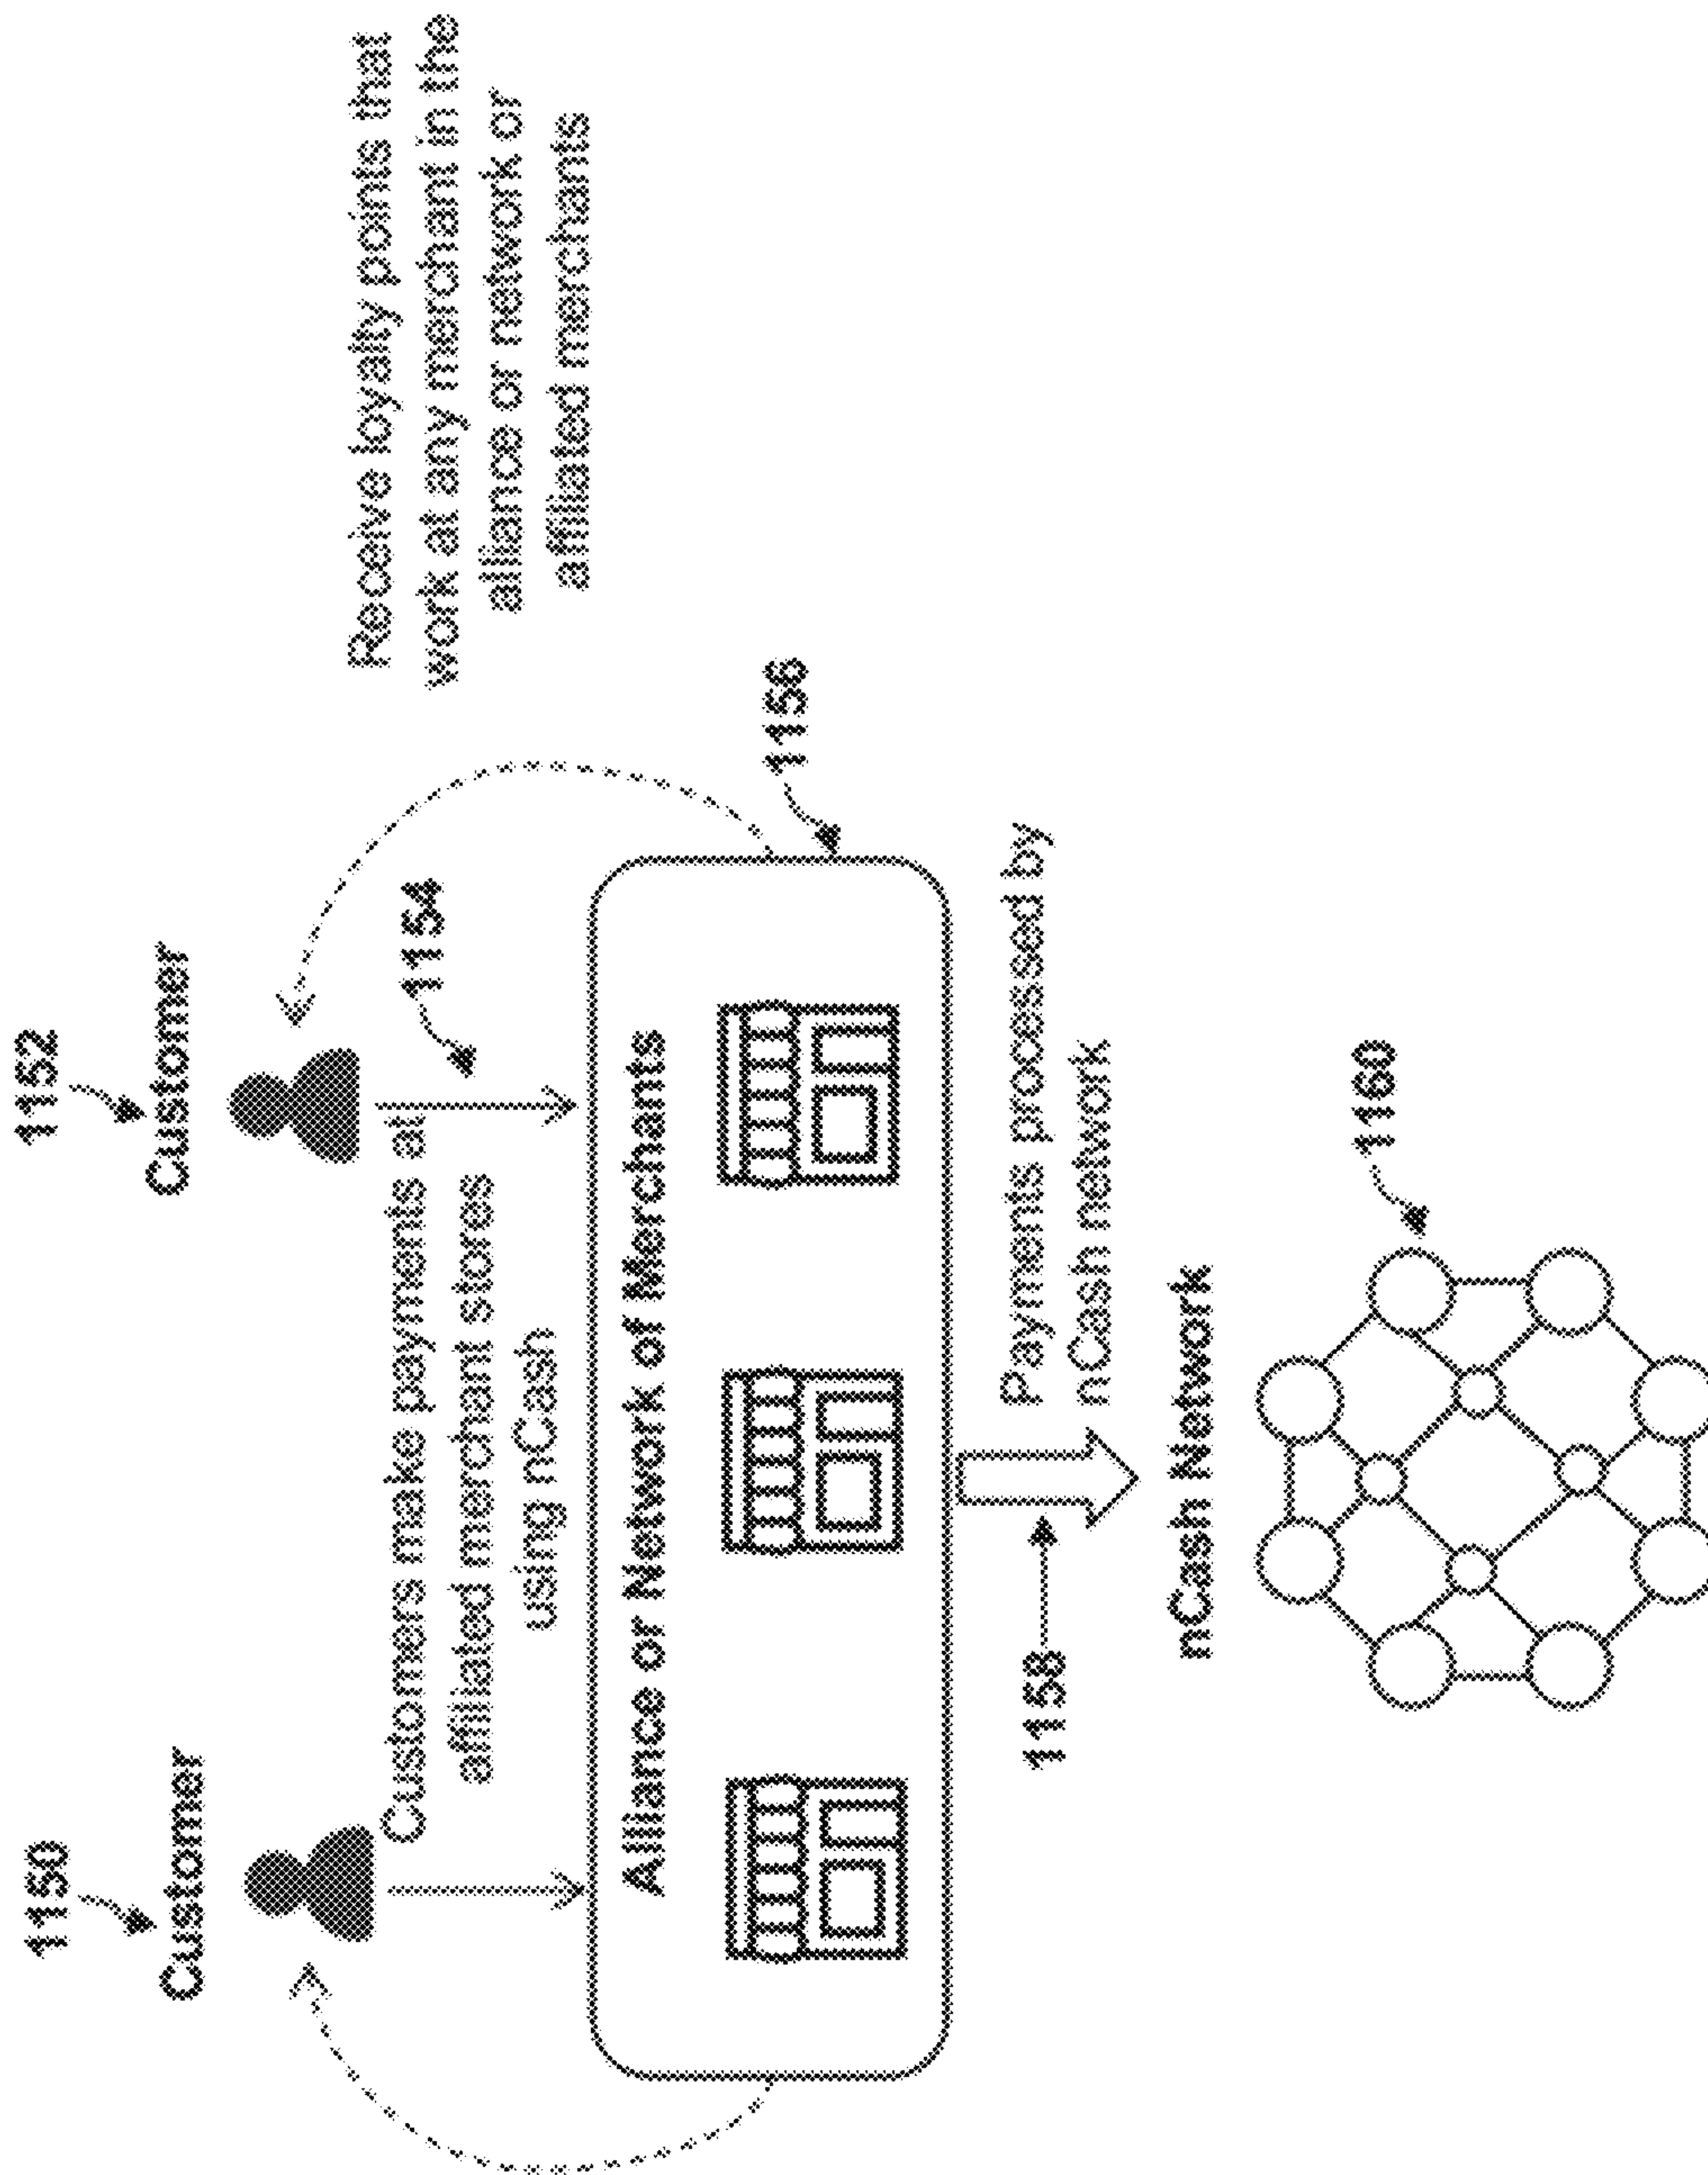 1150
Customer
1152
Customer
Customers make payments at
affiliated merchant stores
using nCash
1154
Receive loyalty points that
work at any merchant in the
alliance or network or
affiliated merchants
Alliance or Network of Merchants
1156
1158
Payments processed by
nCash network
nCash Network
1160